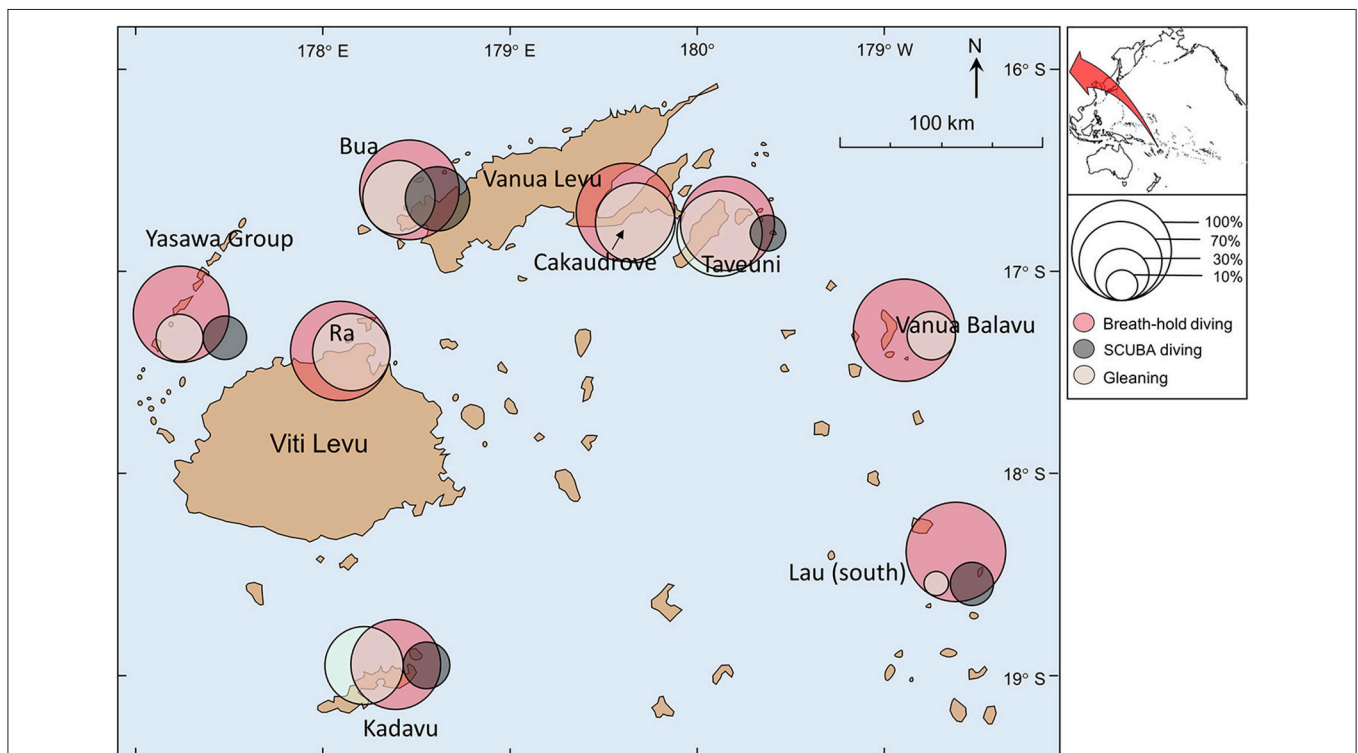 178° E
179° E
180°
179° W
N
16° S
100 km
Bua
Vanua Levu
Yasawa Group
Cakaudrove
Taveuni
17° S
Ra
Vanua Balavu
Viti Levu
18° S
Lau (south)
19° S
Kadavu
100%
70%
30%
10%
Breath-hold diving
SCUBA diving
Gleaning